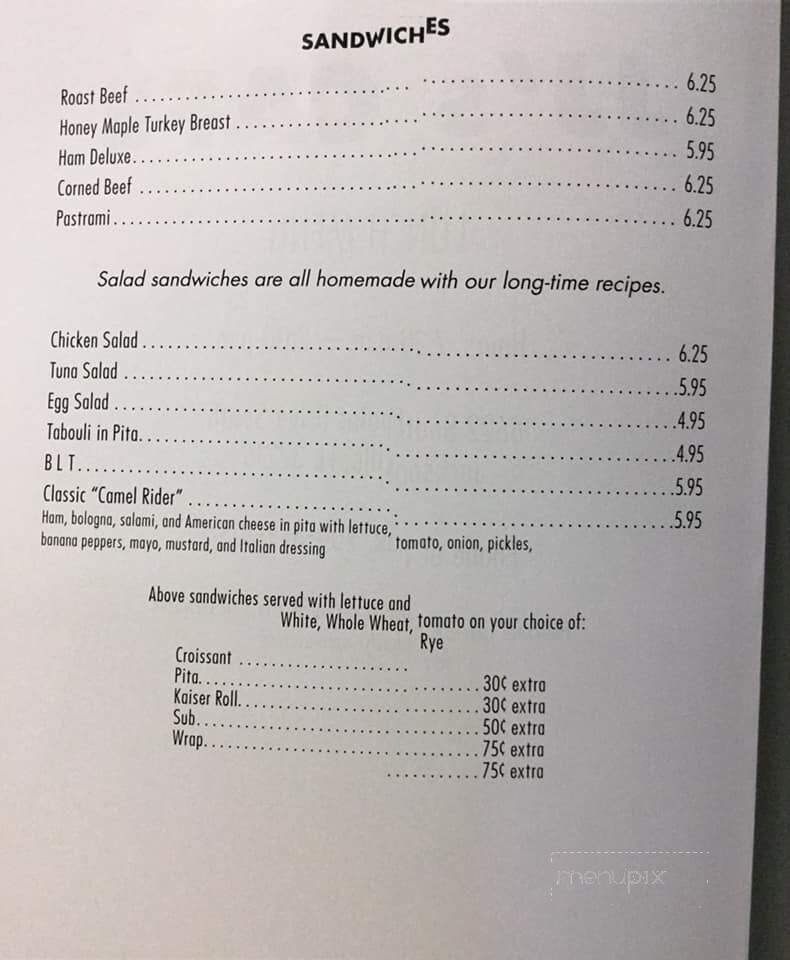 SANDWICHES
Roast Beef 6.25
Honey Maple Turkey Breast 6.25
Ham Deluxe 5.95
Corned Beef 6.25
Pastrami 6.25
Salad sandwiches are all homemade with our long-time recipes.
Chicken Salad 6.25
Tuna Salad 5.95
Egg Salad 4.95
Tabouli in Pita 4.95
B L T 5.95
Classic “Camel Rider” 5.95
Ham, bologna, salami, and American cheese in pita with lettuce, tomato, onion, pickles,
banana peppers, mayo, mustard, and Italian dressing
Above sandwiches served with lettuce and tomato on your choice of:
White, Whole Wheat, Rye
Croissant 30¢ extra
Pita 30¢ extra
Kaiser Roll 50¢ extra
Sub 75¢ extra
Wrap 75¢ extra
menupix